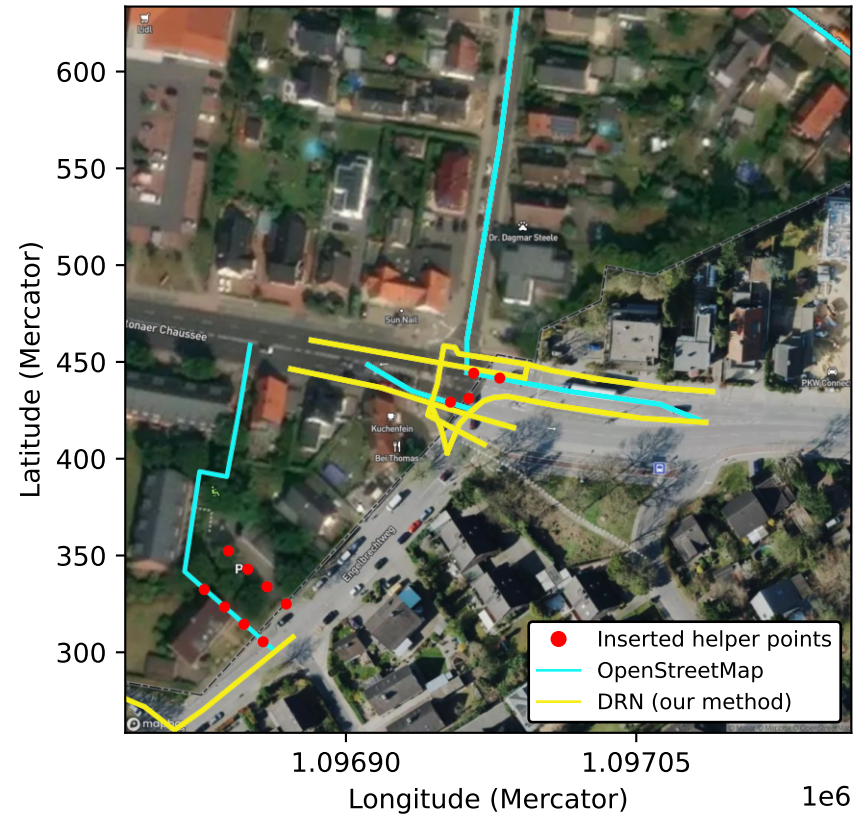 600
550
500
450
400
350
300
Latitude (Mercator)
Lidl
Dr. Dagmar Steele
Sun Nail
tonaer Chaussee
PKW Connec
Kuchenfein
Bei Thomas
Engelbrechtweg
P
Inserted helper points
OpenStreetMap
DRN (our method)
1.09690
1.09705
Longitude (Mercator)
1e6